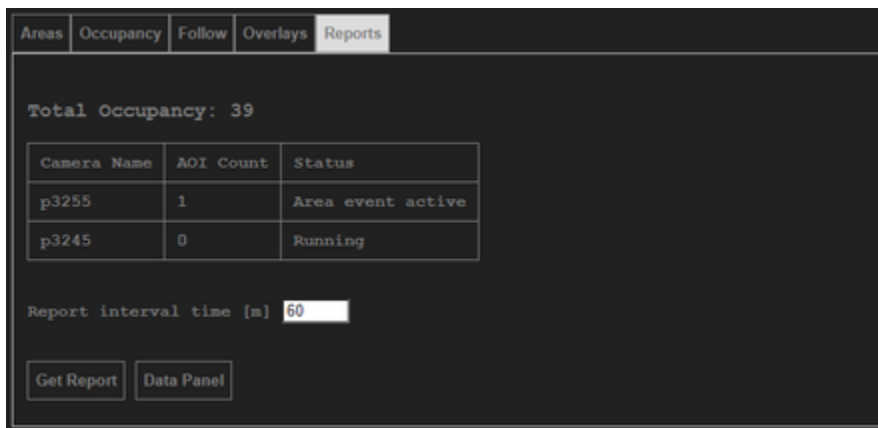 Areas Occupancy Follow Overlays Reports
Total Occupancy: 39
Camera Name AOI Count Status
p3255 1 Area event active
p3245 0 Running
Report interval time [m] 60
Get Report Data Panel